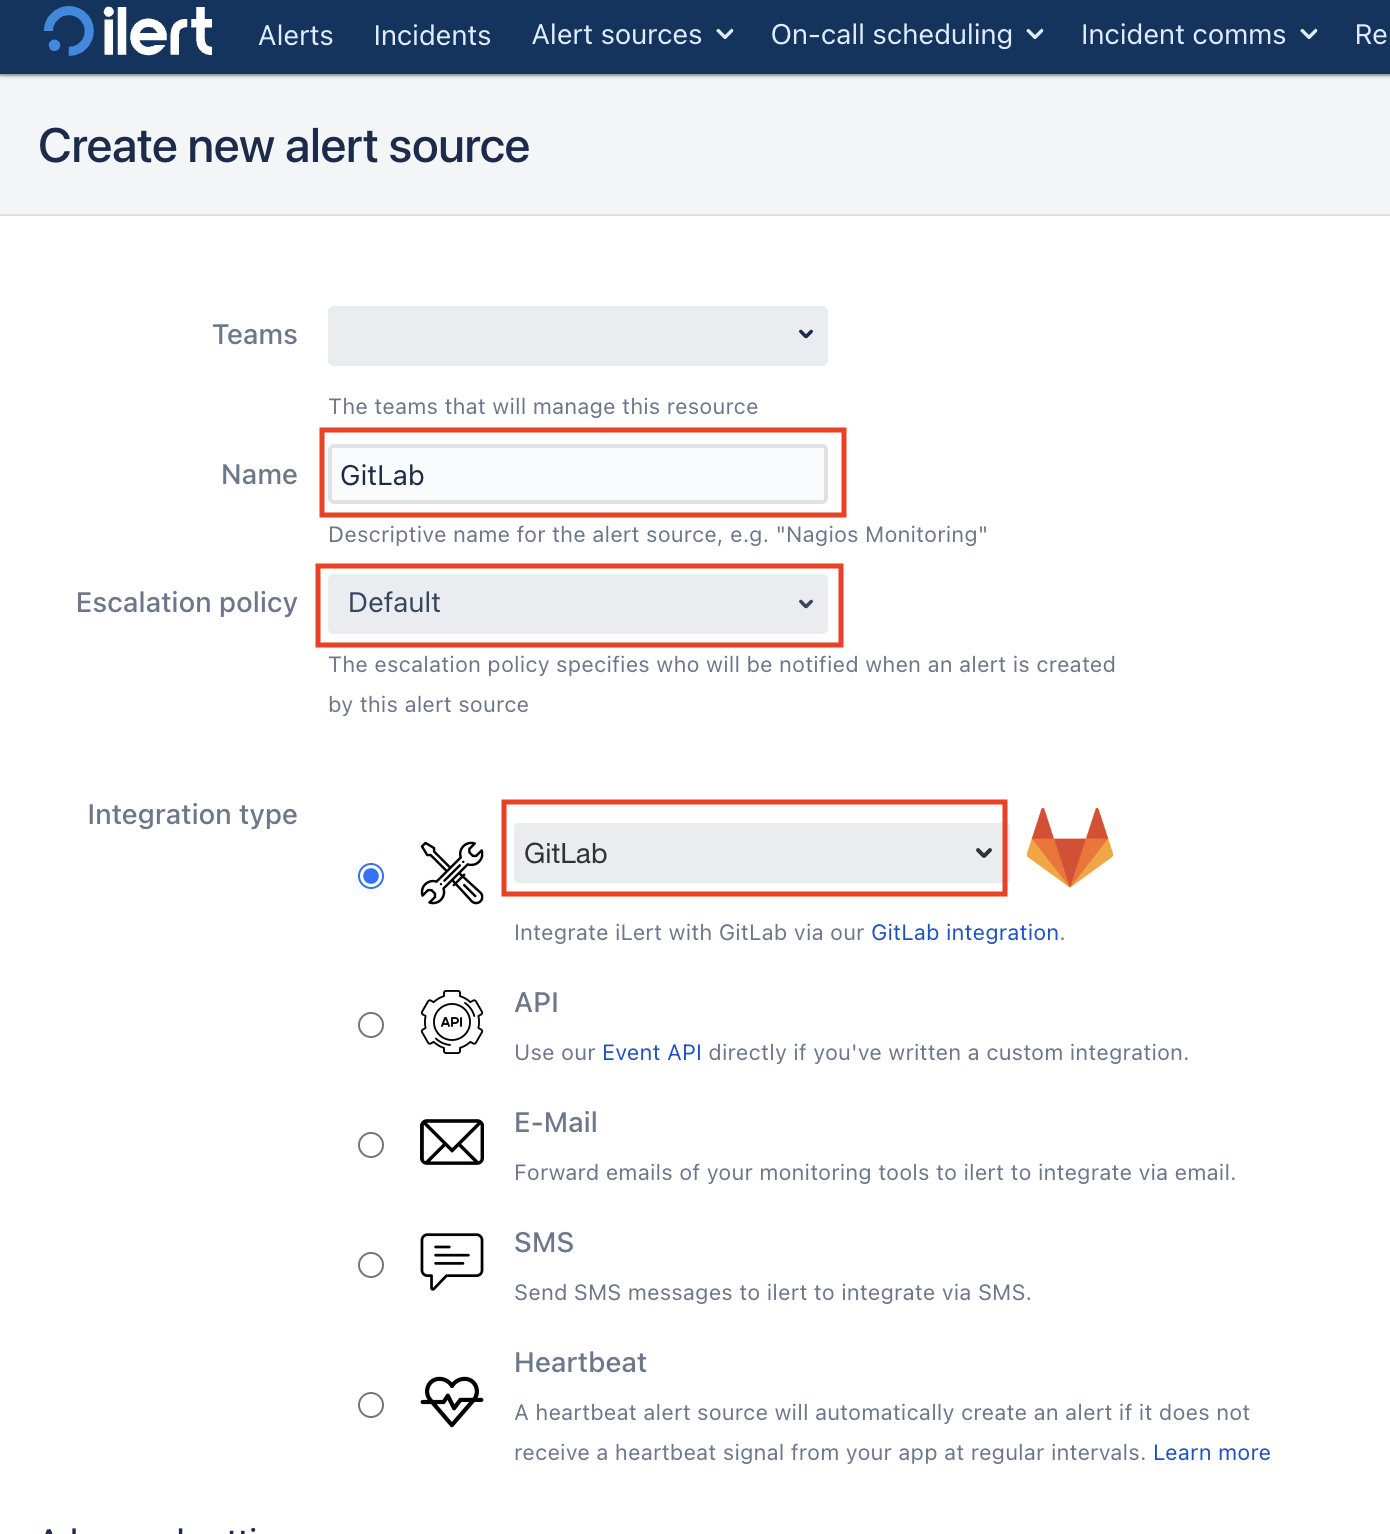 ilert Alerts Incidents Alert sources On-call scheduling Incident comms Re
Create new alert source
Teams
The teams that will manage this resource
Name GitLab
Descriptive name for the alert source, e.g. "Nagios Monitoring"
Escalation policy Default
The escalation policy specifies who will be notified when an alert is created
by this alert source
Integration type
GitLab
Integrate iLert with GitLab via our GitLab integration.
API
API
Use our Event API directly if you've written a custom integration.
E-Mail
Forward emails of your monitoring tools to ilert to integrate via email.
SMS
Send SMS messages to ilert to integrate via SMS.
Heartbeat
A heartbeat alert source will automatically create an alert if it does not
receive a heartbeat signal from your app at regular intervals. Learn more